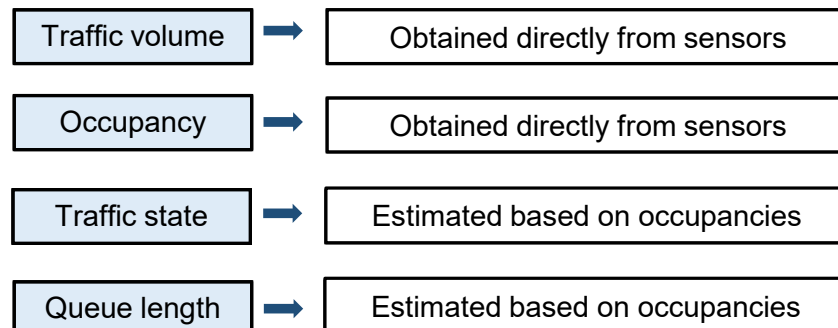 Traffic volume
Obtained directly from sensors
Occupancy
Obtained directly from sensors
Traffic state
Estimated based on occupancies
Queue length
Estimated based on occupancies